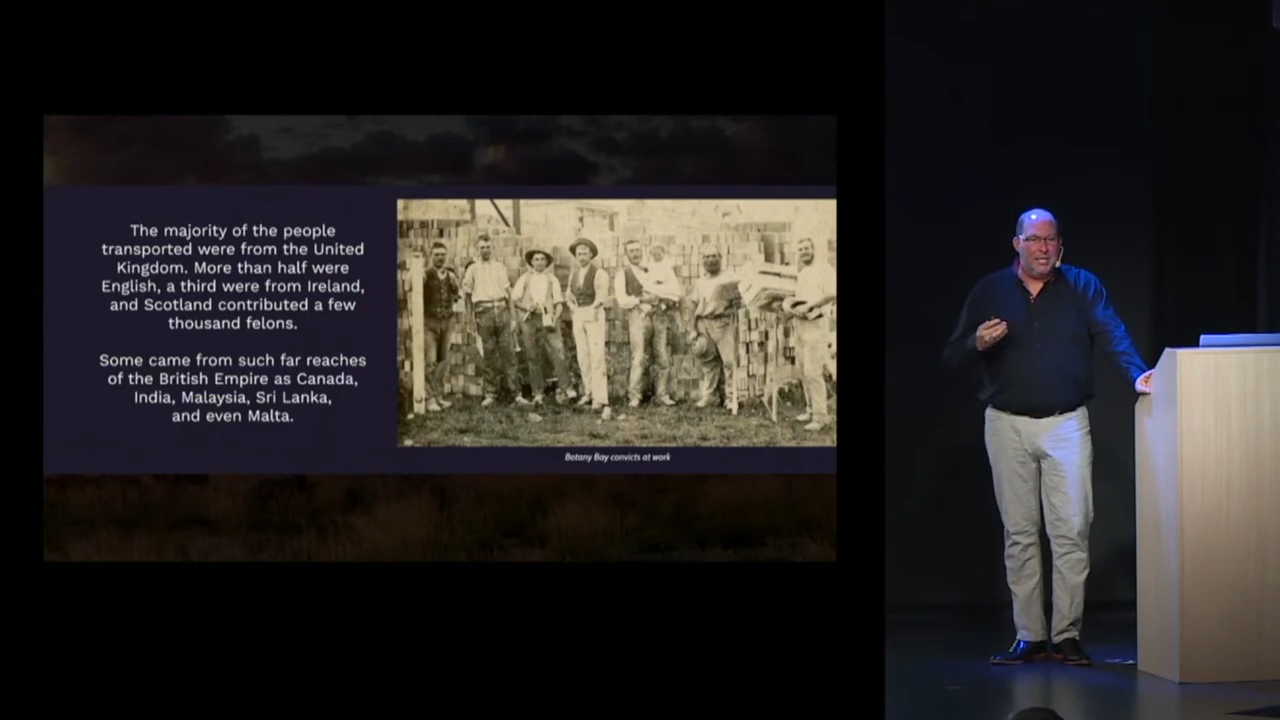 The majority of the people
transported were from the United
Kingdom. More than half were
English, a third were from Ireland,
and Scotland contributed a few
thousand felons.
Some came from such far reaches
of the British Empire as Canada,
India, Malaysia, Sri Lanka,
and even Malta.
Botany Bay convicts at work